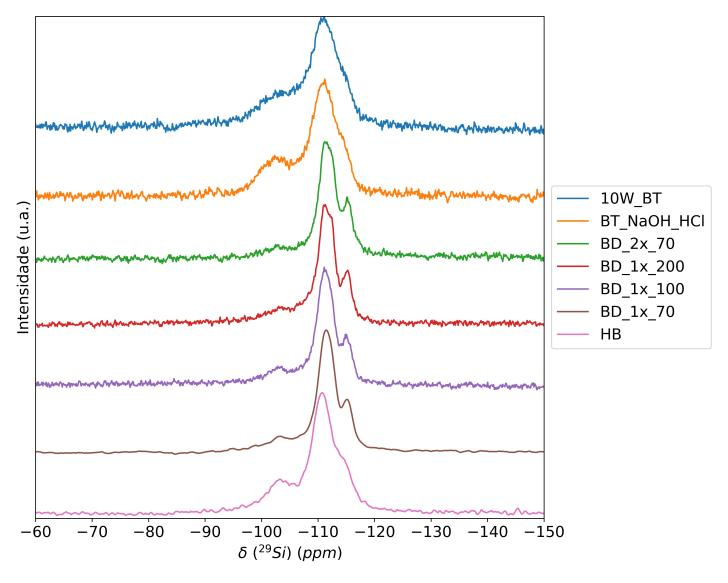 Intensidade (u.a.)
10W_BT
BT_NaOH_HCl
BD_2x_70
BD_1x_200
BD_1x_100
BD_1x_70
HB
−60 −70 −80 −90 −100 −110 −120 −130 −140 −150
δ (²⁹Si) (ppm)